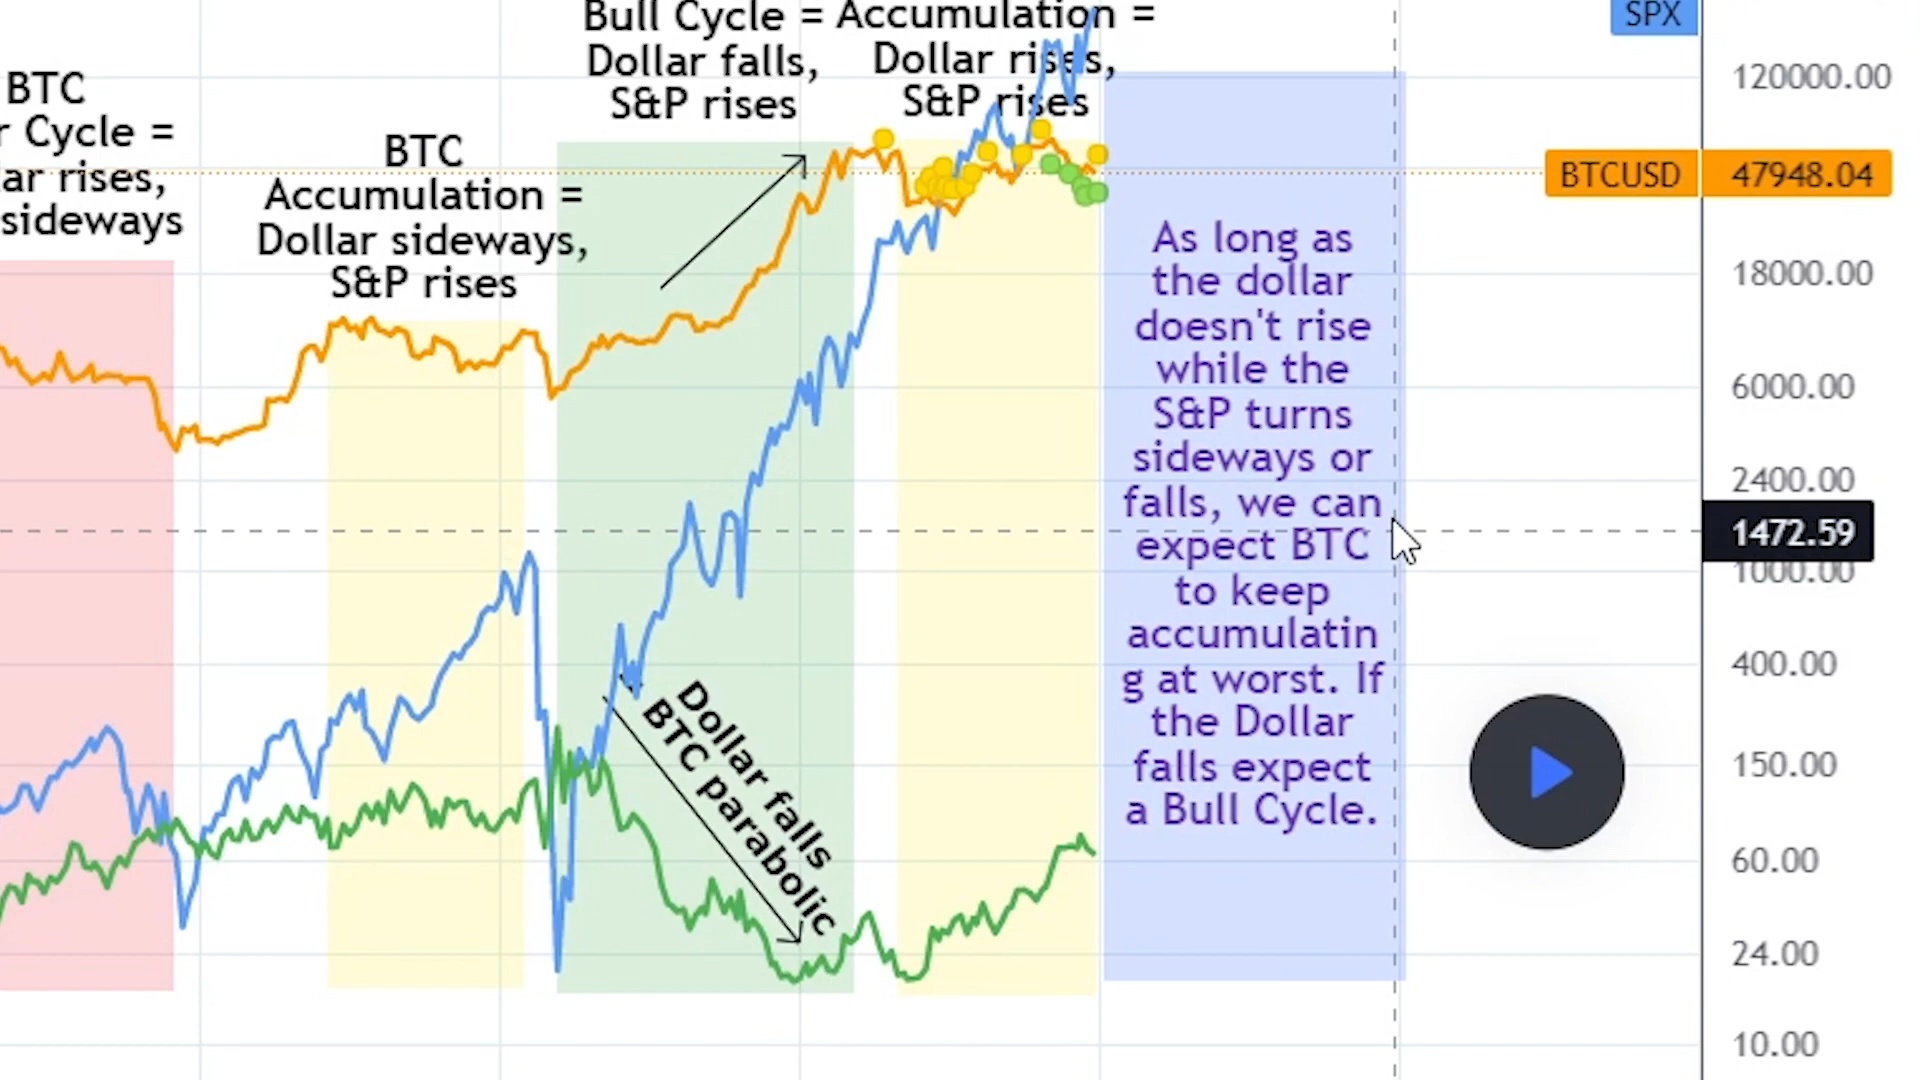 BTC
r Cycle =
ar rises,
sideways
BTC
Accumulation =
Dollar sideways,
S&P rises
Bull Cycle =
Dollar falls,
S&P rises
Accumulation =
Dollar rises,
S&P rises
Dollar falls
BTC parabolic
As long as
the dollar
doesn't rise
while the
S&P turns
sideways or
falls, we can
expect BTC
to keep
accumulatin
g at worst. If
the Dollar
falls expect
a Bull Cycle.
SPX
120000.00
BTCUSD 47948.04
18000.00
6000.00
2400.00
1472.59
1000.00
400.00
150.00
60.00
24.00
10.00